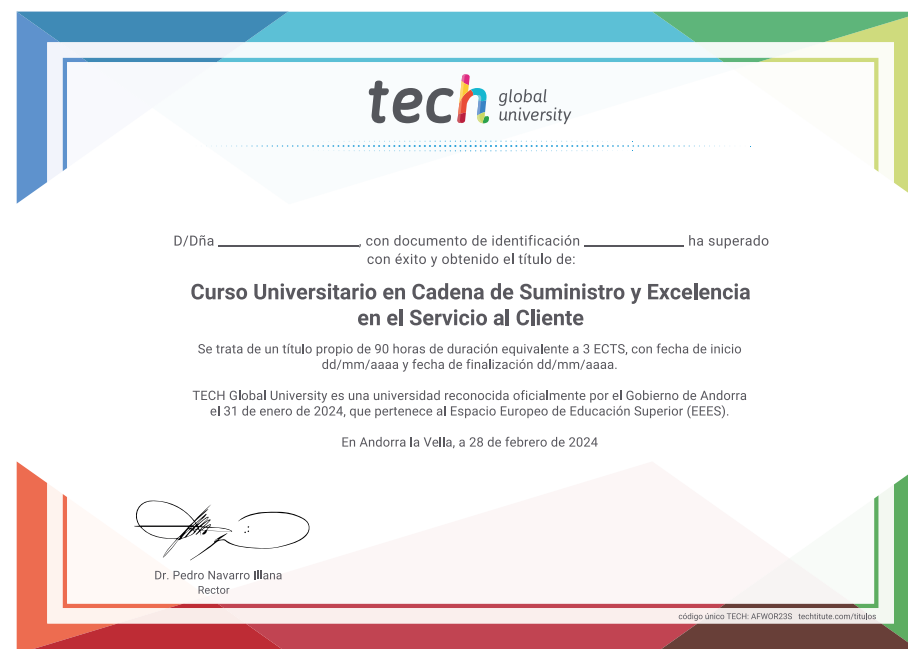 tech global university
D/Dña ____________________, con documento de identificación ______________ ha superado
con éxito y obtenido el título de:
Curso Universitario en Cadena de Suministro y Excelencia
en el Servicio al Cliente
Se trata de un título propio de 90 horas de duración equivalente a 3 ECTS, con fecha de inicio
dd/mm/aaaa y fecha de finalización dd/mm/aaaa.
TECH Global University es una universidad reconocida oficialmente por el Gobierno de Andorra
el 31 de enero de 2024, que pertenece al Espacio Europeo de Educación Superior (EEES).
En Andorra la Vella, a 28 de febrero de 2024
Dr. Pedro Navarro Illana
Rector
código único TECH: AFWOR23S techtitute.com/titulos